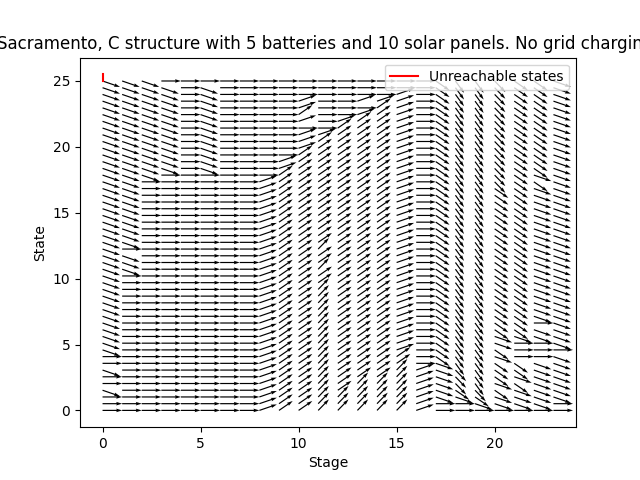 Sacramento, C structure with 5 batteries and 10 solar panels. No grid chargin
Unreachable states
25
20
15
10
5
0
State
0 5 10 15 20
Stage